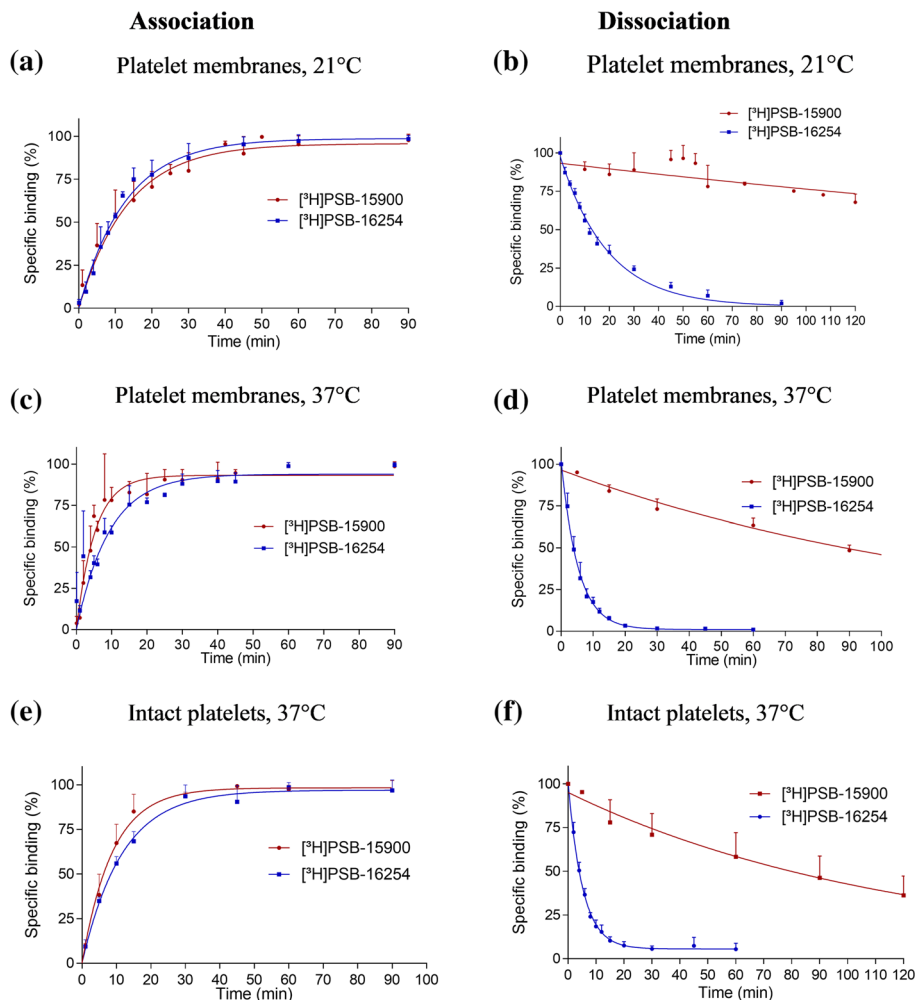 Association
Dissociation
(a) Platelet membranes, 21°C
Specific binding (%)
100
75
50
25
0
[³H]PSB-15900
[³H]PSB-16254
0 10 20 30 40 50 60 70 80 90
Time (min)
(b) Platelet membranes, 21°C
[³H]PSB-15900
[³H]PSB-16254
Specific binding (%)
100
75
50
25
0
0 10 20 30 40 50 60 70 80 90 100 110 120
Time (min)
(c) Platelet membranes, 37°C
Specific binding (%)
100
75
50
25
0
[³H]PSB-15900
[³H]PSB-16254
0 10 20 30 40 50 60 70 80 90
Time (min)
(d) Platelet membranes, 37°C
Specific binding (%)
100
75
50
25
0
[³H]PSB-15900
[³H]PSB-16254
0 10 20 30 40 50 60 70 80 90 100
Time (min)
(e) Intact platelets, 37°C
Specific binding (%)
100
75
50
25
0
[³H]PSB-15900
[³H]PSB-16254
0 10 20 30 40 50 60 70 80 90 100
Time (min)
(f) Intact platelets, 37°C
Specific binding (%)
100
75
50
25
0
[³H]PSB-15900
[³H]PSB-16254
0 10 20 30 40 50 60 70 80 90 100 110 120
Time (min)